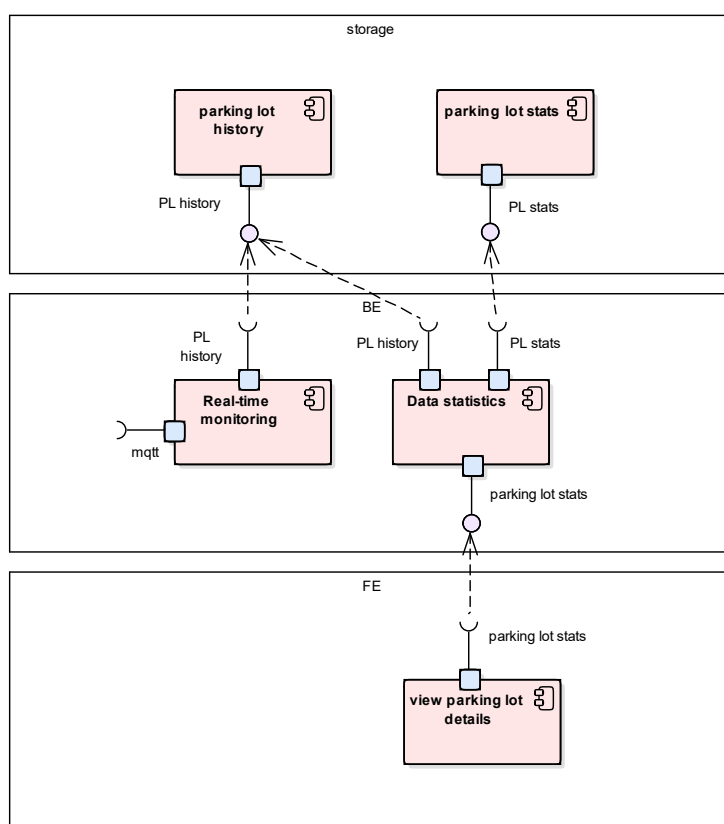 storage
parking lot
history
parking lot stats
PL history
PL stats
BE
PL
history
PL history
PL stats
Real-time
monitoring
Data statistics
mqtt
parking lot stats
FE
parking lot stats
view parking lot
details